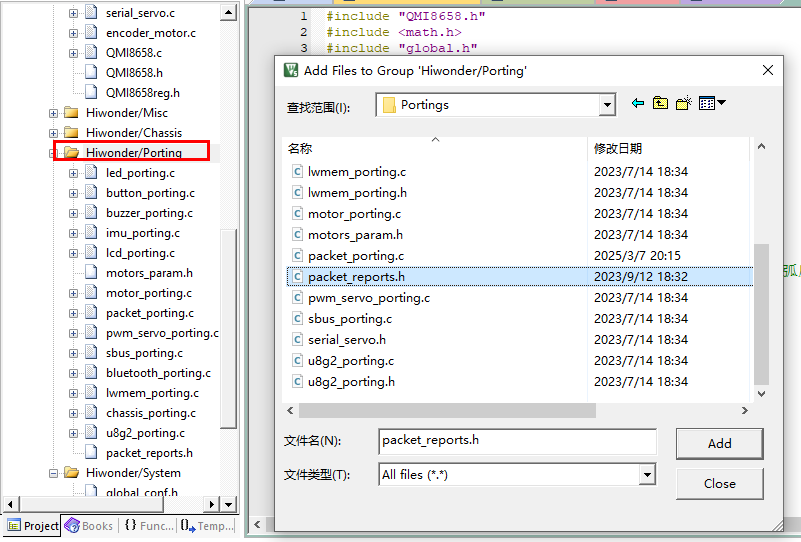 serial_servo.c
encoder_motor.c
QMI8658.c
QMI8658.h
QMI8658reg.h
Hiwonder/Misc
Hiwonder/Chassis
Hiwonder/Porting
led_porting.c
button_porting.c
buzzer_porting.c
imu_porting.c
lcd_porting.c
motors_param.h
motor_porting.c
packet_porting.c
pwm_servo_porting.c
sbus_porting.c
bluetooth_porting.c
lwmem_porting.c
chassis_porting.c
u8g2_porting.c
packet_reports.h
Hiwonder/System
global_conf.h
Project
Books
{} Func...
0 Temp...
1 #include "QMI8658.h"
2 #include <math.h>
3 #include "global.h"
Add Files to Group 'Hiwonder/Porting'
查找范围(I):
Portings
名称 修改日期
lwmem_porting.c 2023/7/14 18:34
lwmem_porting.h 2023/7/14 18:34
motor_porting.c 2023/7/14 18:34
motors_param.h 2023/7/14 18:34
packet_porting.c 2025/3/7 20:15
packet_reports.h 2023/9/12 18:32
pwm_servo_porting.c 2023/7/14 18:34
sbus_porting.c 2023/7/14 18:34
serial_servo.h 2023/7/14 18:34
u8g2_porting.c 2023/7/14 18:34
u8g2_porting.h 2023/7/14 18:34
文件名(N):
packet_reports.h
Add
文件类型(T):
All files (*.*)
Close
弧